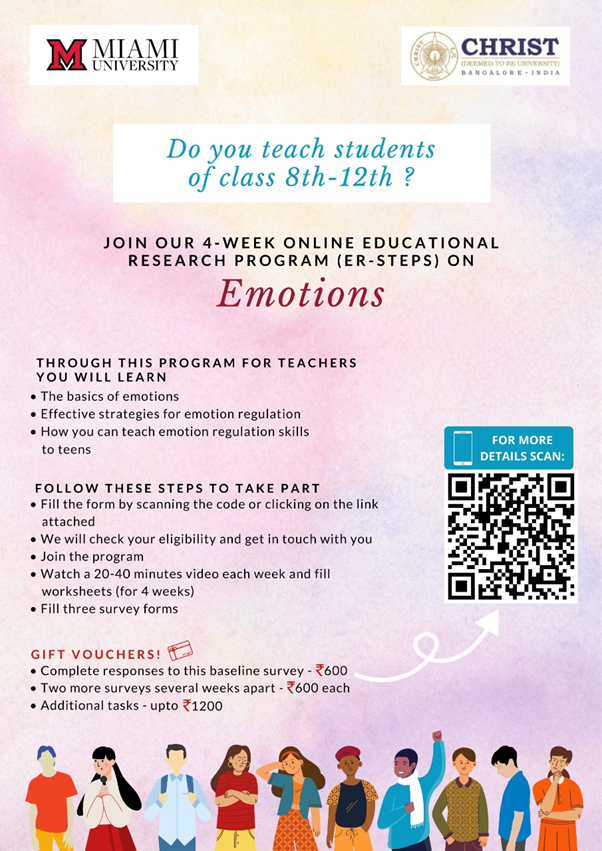 MIAMI
UNIVERSITY
CHRIST
(DEEMED TO BE UNIVERSITY)
BANGALORE · INDIA
Do you teach students
of class 8th-12th ?
JOIN OUR 4-WEEK ONLINE EDUCATIONAL
RESEARCH PROGRAM (ER-STEPS) ON
Emotions
THROUGH THIS PROGRAM FOR TEACHERS
YOU WILL LEARN
• The basics of emotions
• Effective strategies for emotion regulation
• How you can teach emotion regulation skills
to teens
FOR MORE
DETAILS SCAN:
FOLLOW THESE STEPS TO TAKE PART
• Fill the form by scanning the code or clicking on the link
attached
• We will check your eligibility and get in touch with you
• Join the program
• Watch a 20-40 minutes video each week and fill
worksheets (for 4 weeks)
• Fill three survey forms
GIFT VOUCHERS!
• Complete responses to this baseline survey - ₹600
• Two more surveys several weeks apart - ₹600 each
• Additional tasks - upto ₹1200